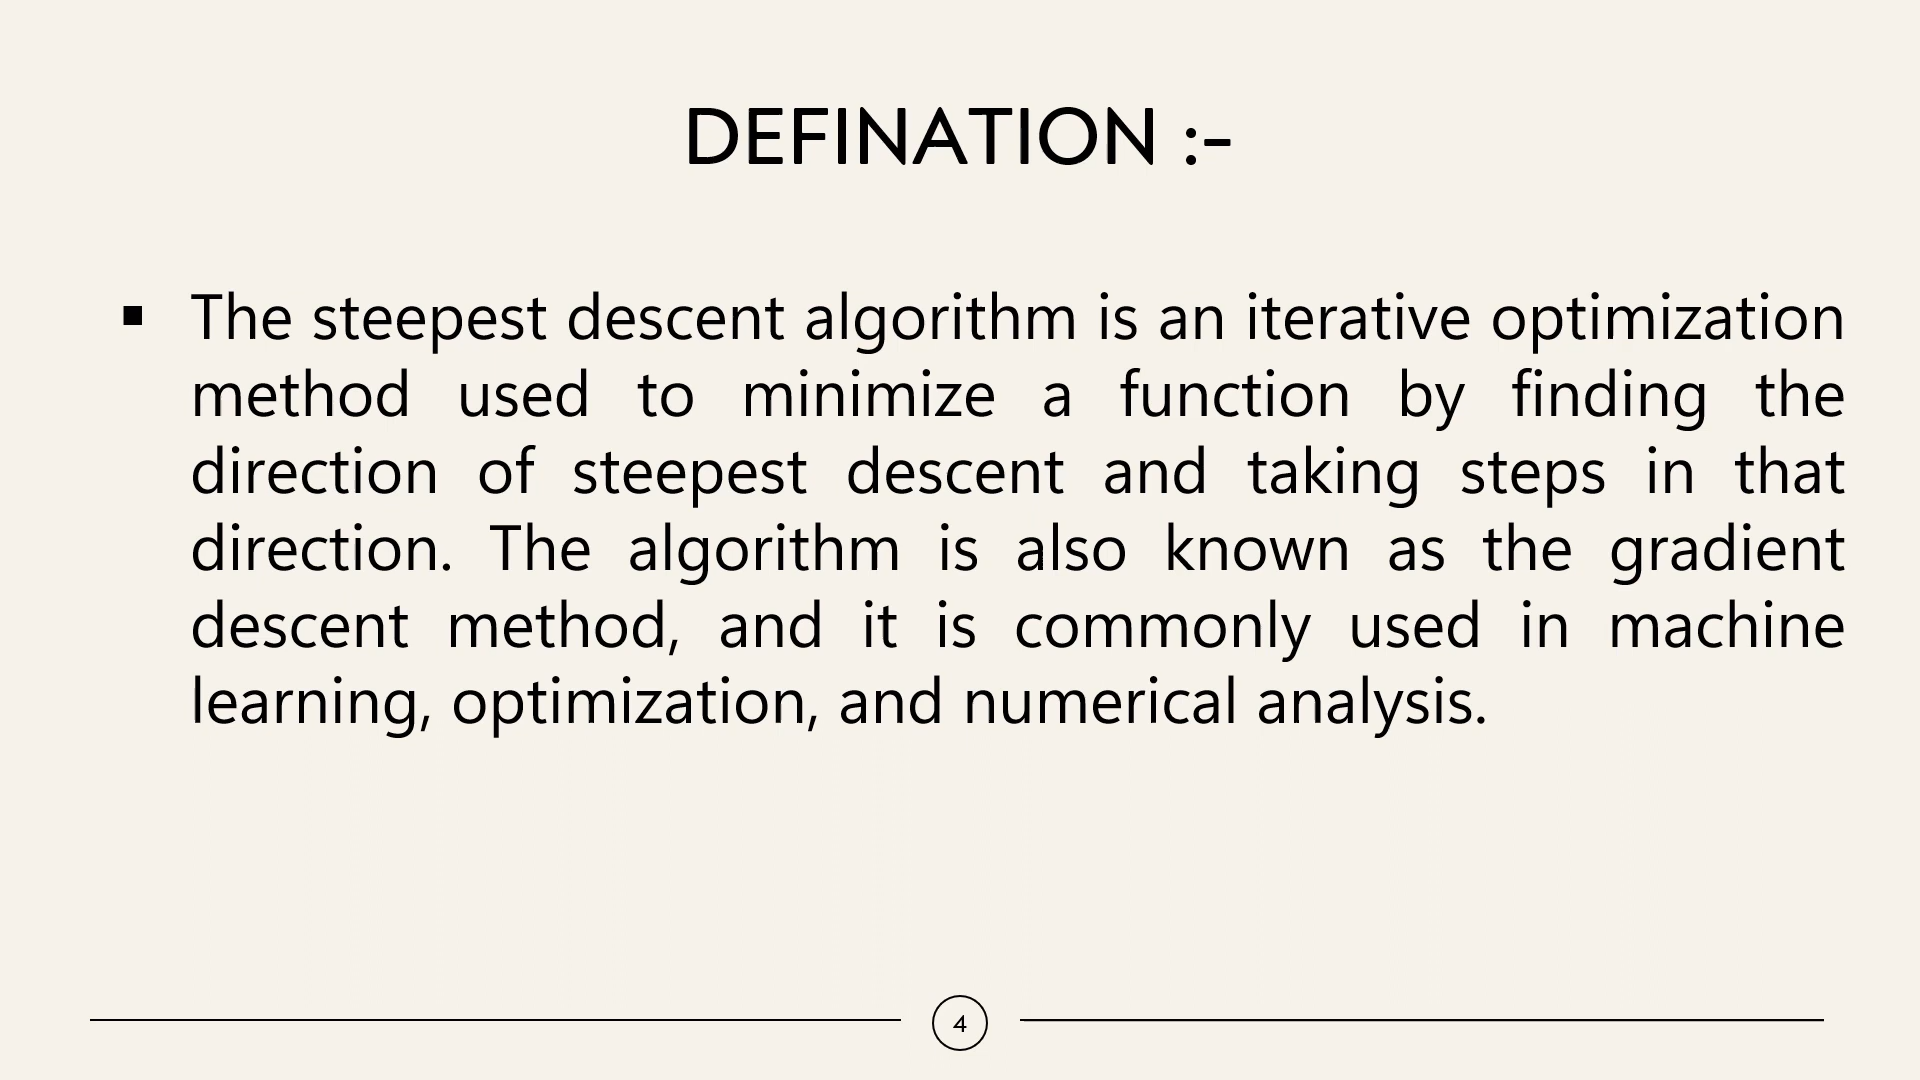 DEFINATION :-
▪ The steepest descent algorithm is an iterative optimization
method used to minimize a function by finding the
direction of steepest descent and taking steps in that
direction. The algorithm is also known as the gradient
descent method, and it is commonly used in machine
learning, optimization, and numerical analysis.
4